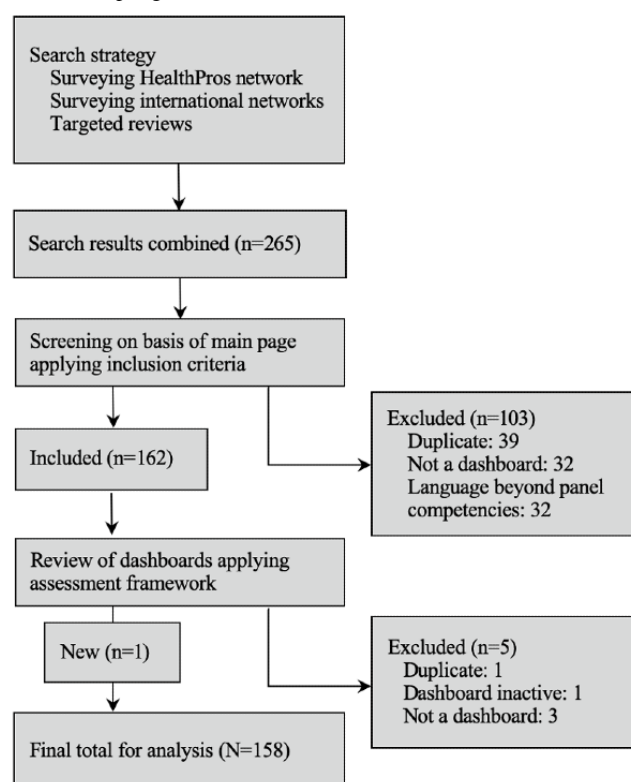 Search strategy
Surveying HealthPros network
Surveying international networks
Targeted reviews
Search results combined (n=265)
Screening on basis of main page
applying inclusion criteria
Excluded (n=103)
Duplicate: 39
Not a dashboard: 32
Language beyond panel
competencies: 32
Included (n=162)
Review of dashboards applying
assessment framework
New (n=1)
Excluded (n=5)
Duplicate: 1
Dashboard inactive: 1
Not a dashboard: 3
Final total for analysis (N=158)